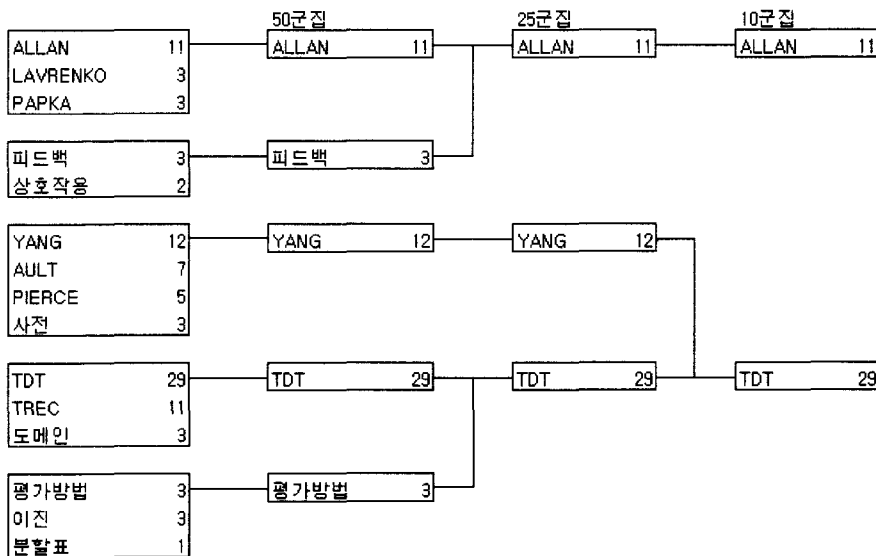 50군집 25군집 10군집
ALLAN 11 ALLAN 11 ALLAN 11 ALLAN 11
LAVRENKO 3
PAPKA 3
피드백 3 피드백 3
상호작용 2
YANG 12 YANG 12 YANG 12
AULT 7
PIERCE 5
사전 3
TDT 29 TDT 29 TDT 29 TDT 29
TREC 11
도메인 3
평가방법 3 평가방법 3
이진 3
분할표 1